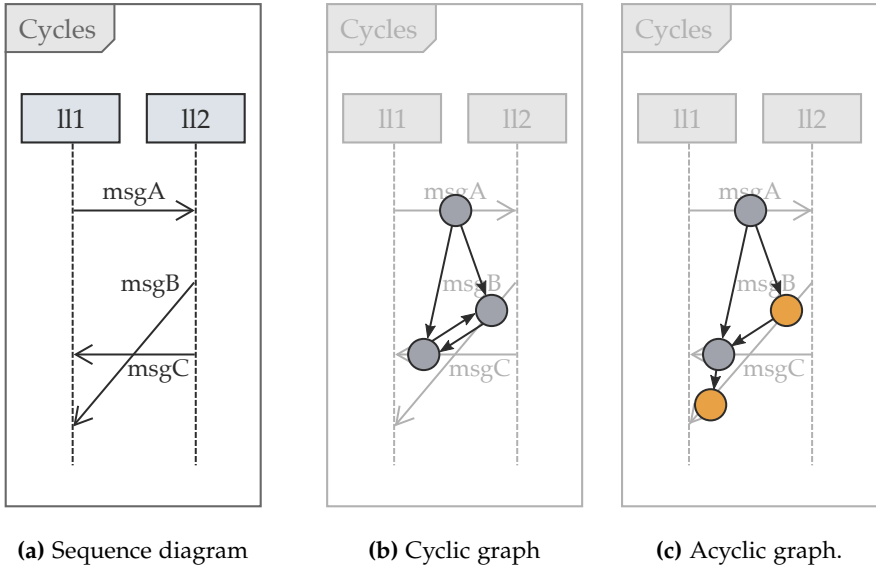 Cycles
ll1 ll2
msgA
msgB
msgC
Cycles
ll1 ll2
msgA
msgB
msgC
Cycles
ll1 ll2
msgA
msgB
msgC
(a) Sequence diagram
(b) Cyclic graph
(c) Acyclic graph.